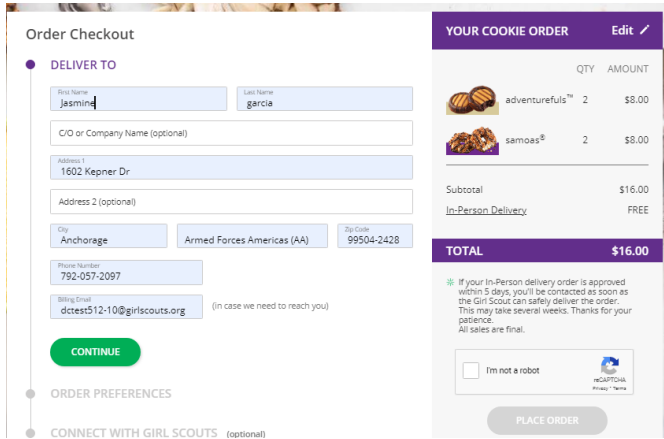 Order Checkout
DELIVER TO
First Name
Jasmine
Last Name
garcia
C/O or Company Name (optional)
Address 1
1602 Kepner Dr
Address 2 (optional)
City
Anchorage
Armed Forces Americas (AA)
Zip Code
99504-2428
Phone Number
792-057-2097
Billing Email
dctest512-10@girlscouts.org
(in case we need to reach you)
CONTINUE
ORDER PREFERENCES
CONNECT WITH GIRL SCOUTS (optional)
YOUR COOKIE ORDER Edit
QTY AMOUNT
adventurefuls™ 2 $8.00
samoas® 2 $8.00
Subtotal $16.00
In-Person Delivery FREE
TOTAL $16.00
If your In-Person delivery order is approved
within 5 days, you'll be contacted as soon as
the Girl Scout can safely deliver the order.
This may take several weeks. Thanks for your
patience.
All sales are final.
I'm not a robot
reCAPTCHA
Privacy - Terms
PLACE ORDER